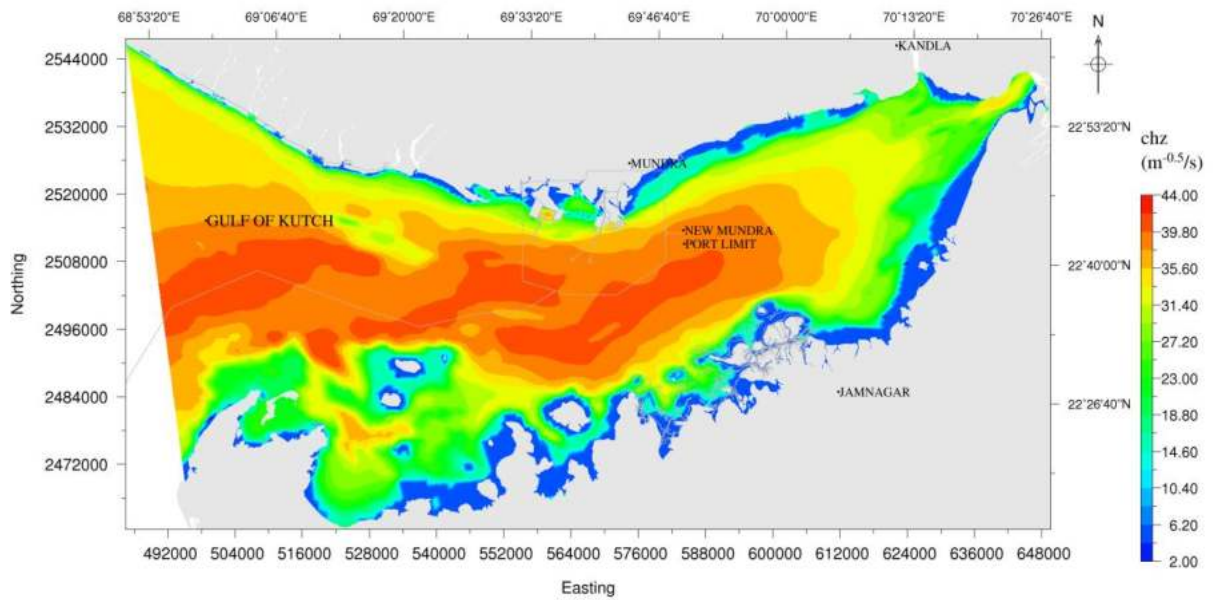 68°53'20"E 69°06'40"E 69°20'00"E 69°33'20"E 69°46'40"E 70°00'00"E 70°13'20"E 70°26'40"E
N
KANDLA
2544000
2532000
22°53'20"N
chz
(m⁻⁰·⁵/s)
MUNDRA
2520000
44.00
GULF OF KUTCH
NEW MUNDRA
39.80
PORT LIMIT
2508000
22°40'00"N
35.60
Northing
31.40
2496000
27.20
23.00
2484000
JAMNAGAR
22°26'40"N
18.80
14.60
2472000
10.40
6.20
2.00
492000 504000 516000 528000 540000 552000 564000 576000 588000 600000 612000 624000 636000 648000
Easting